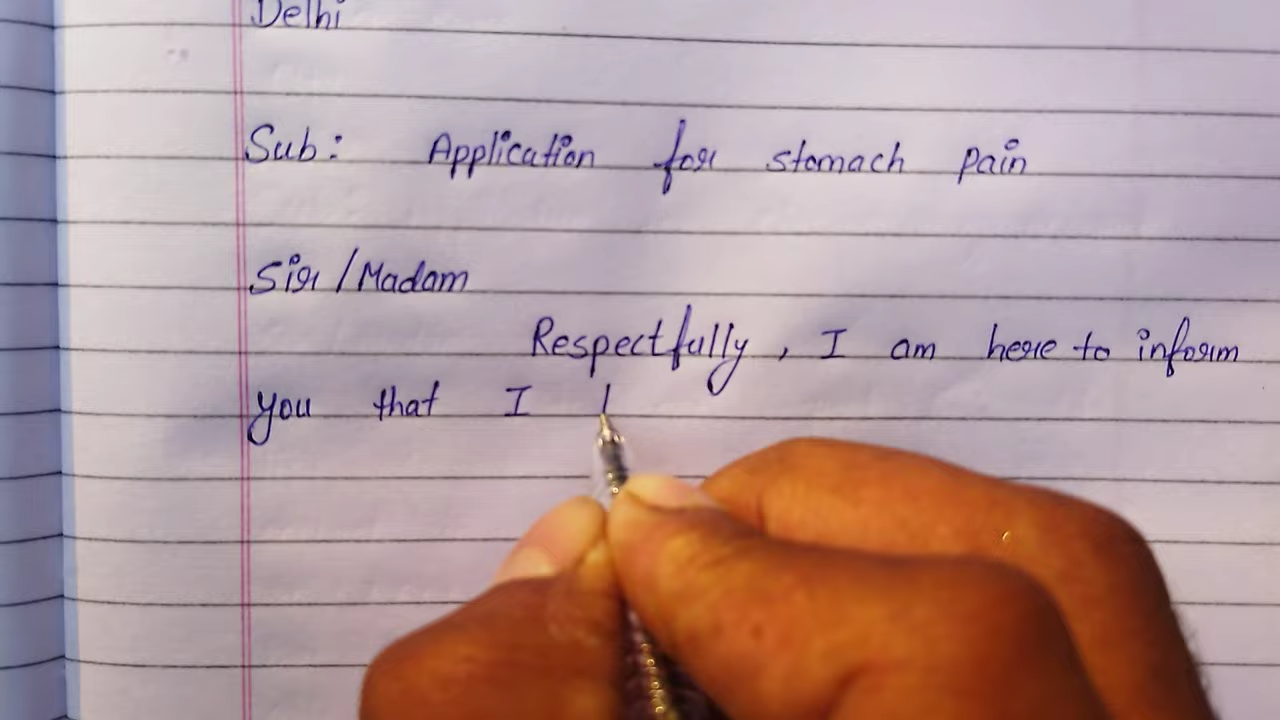 Delhi
Sub: Application for stomach pain
Sir/Madam
Respectfully, I am here to inform
you that I